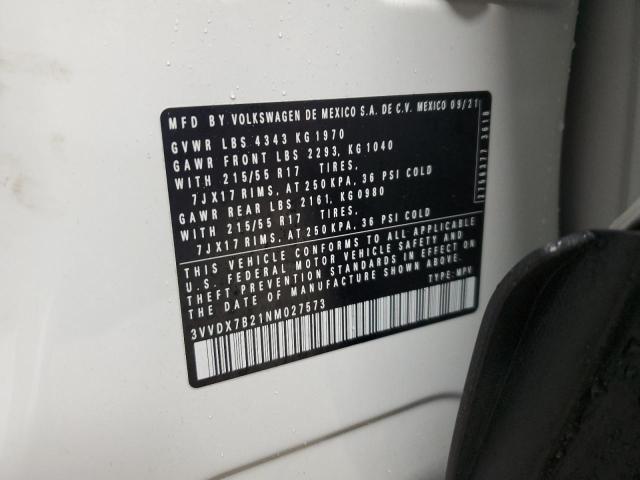 MFD BY VOLKSWAGEN DE MEXICO S.A. DE C.V. MEXICO 09/21
GVWR LBS 4343 KG 1970
GAWR FRONT LBS 2293, KG 1040
WITH 215/55 R17 TIRES,
7JX17 RIMS, AT 250 KPA, 36 PSI COLD
GAWR REAR LBS 2161, KG 0980
WITH 215/55 R17 TIRES,
7JX17 RIMS, AT 250 KPA, 36 PSI COLD
THIS VEHICLE CONFORMS TO ALL APPLICABLE
U.S. FEDERAL MOTOR VEHICLE SAFETY AND
THEFT PREVENTION STANDARDS IN EFFECT ON
THE DATE OF MANUFACTURE SHOWN ABOVE.
TYPE: MPV
3VVDX7B21NM027573